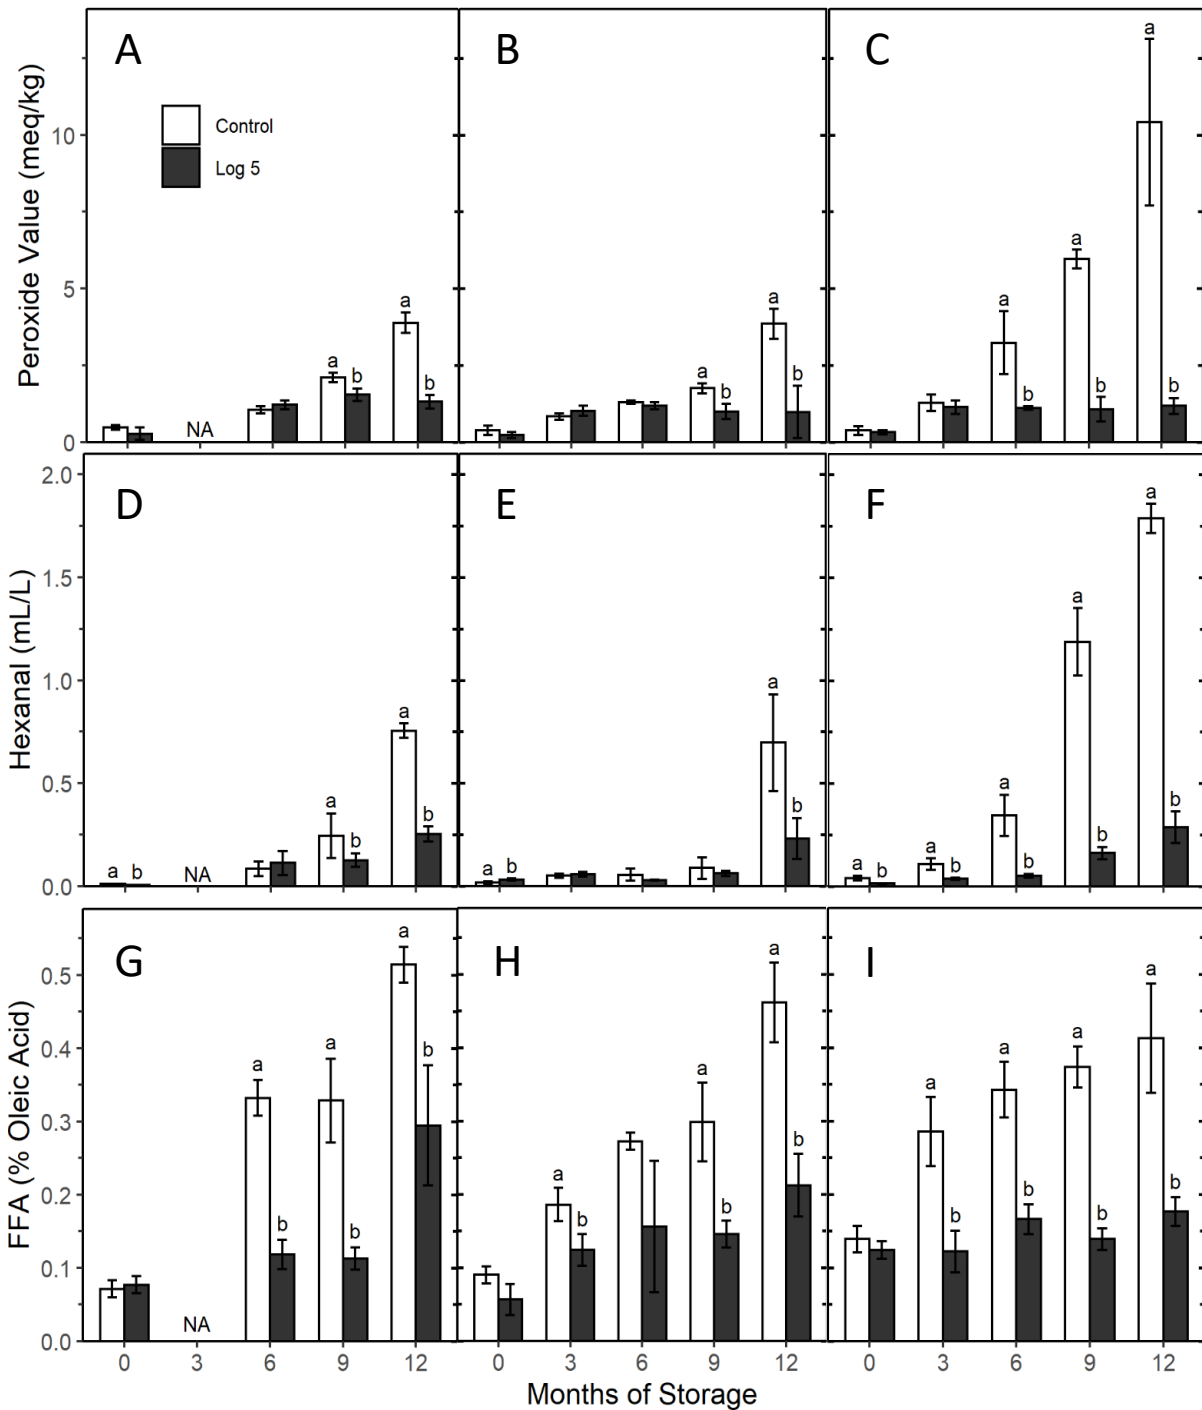 A
B
C
Control
Log 5
Peroxide Value (meq/kg)
10
5
0
NA
a
b
a
b
a
b
a
b
a
b
a
b
a
b
D
E
F
Hexanal (mL/L)
2.0
1.5
1.0
0.5
0.0
a b
NA
a
b
a
b
a b
a
b
a
b
a
b
a
b
a
b
a
b
G
H
I
FFA (% Oleic Acid)
0.5
0.4
0.3
0.2
0.1
0.0
NA
a
b
a
b
a
b
a
b
a
b
a
b
a
b
a
b
a
b
a
b
0 3 6 9 12 0 3 6 9 12 0 3 6 9 12
Months of Storage